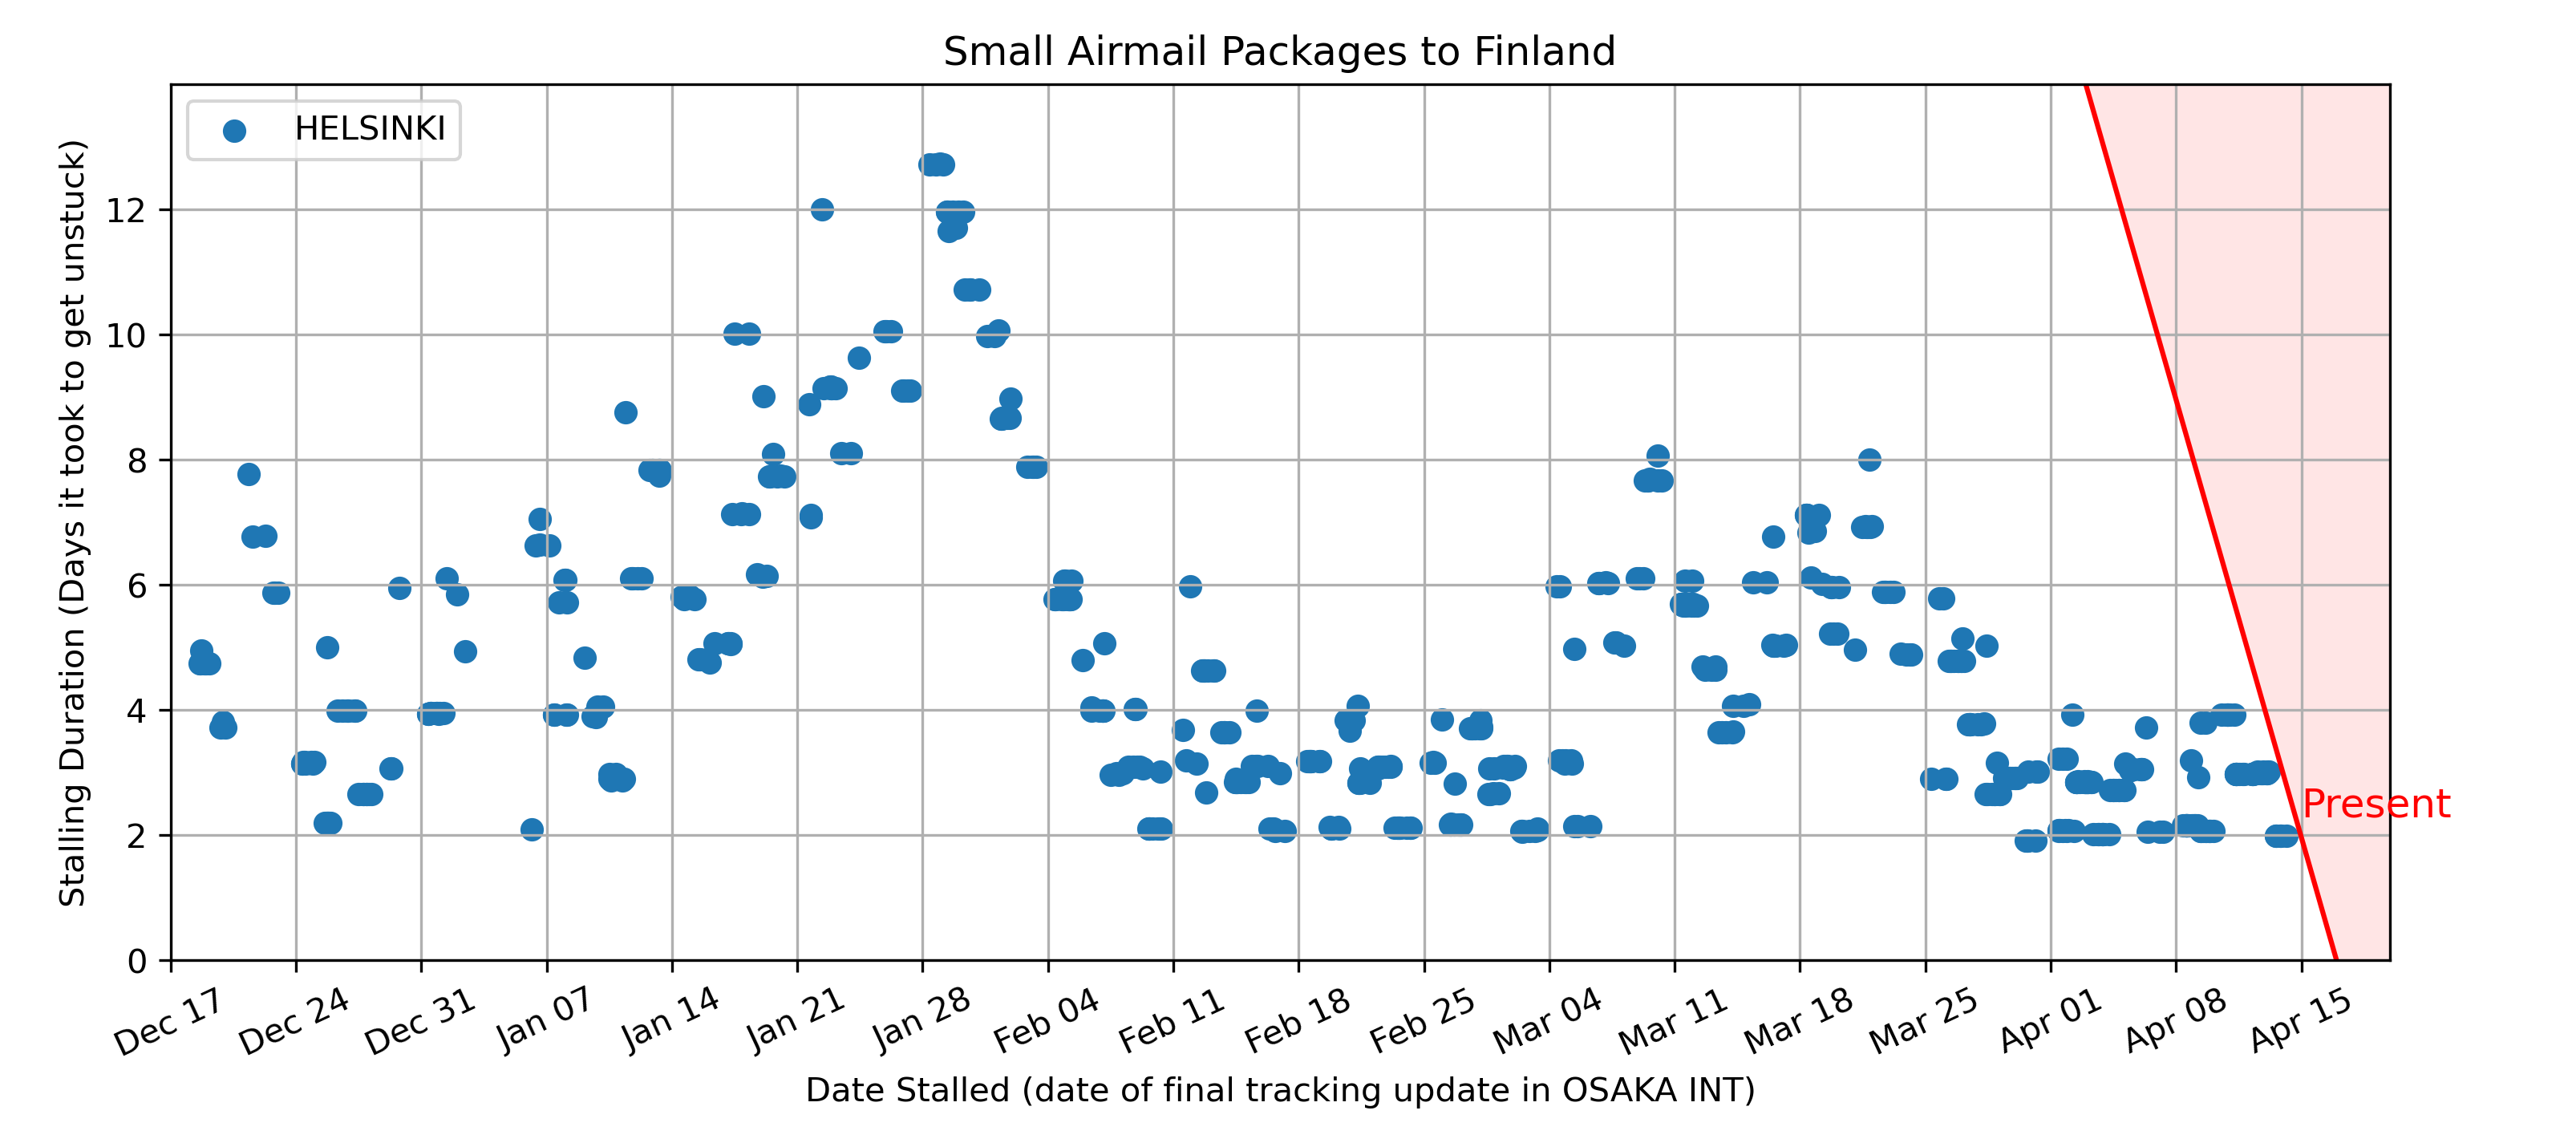 Small Airmail Packages to Finland
HELSINKI
Stalling Duration (Days it took to get unstuck)
12
10
8
6
4
2
0
Present
Dec 17 Dec 24 Dec 31 Jan 07 Jan 14 Jan 21 Jan 28 Feb 04 Feb 11 Feb 18 Feb 25 Mar 04 Mar 11 Mar 18 Mar 25 Apr 01 Apr 08 Apr 15
Date Stalled (date of final tracking update in OSAKA INT)